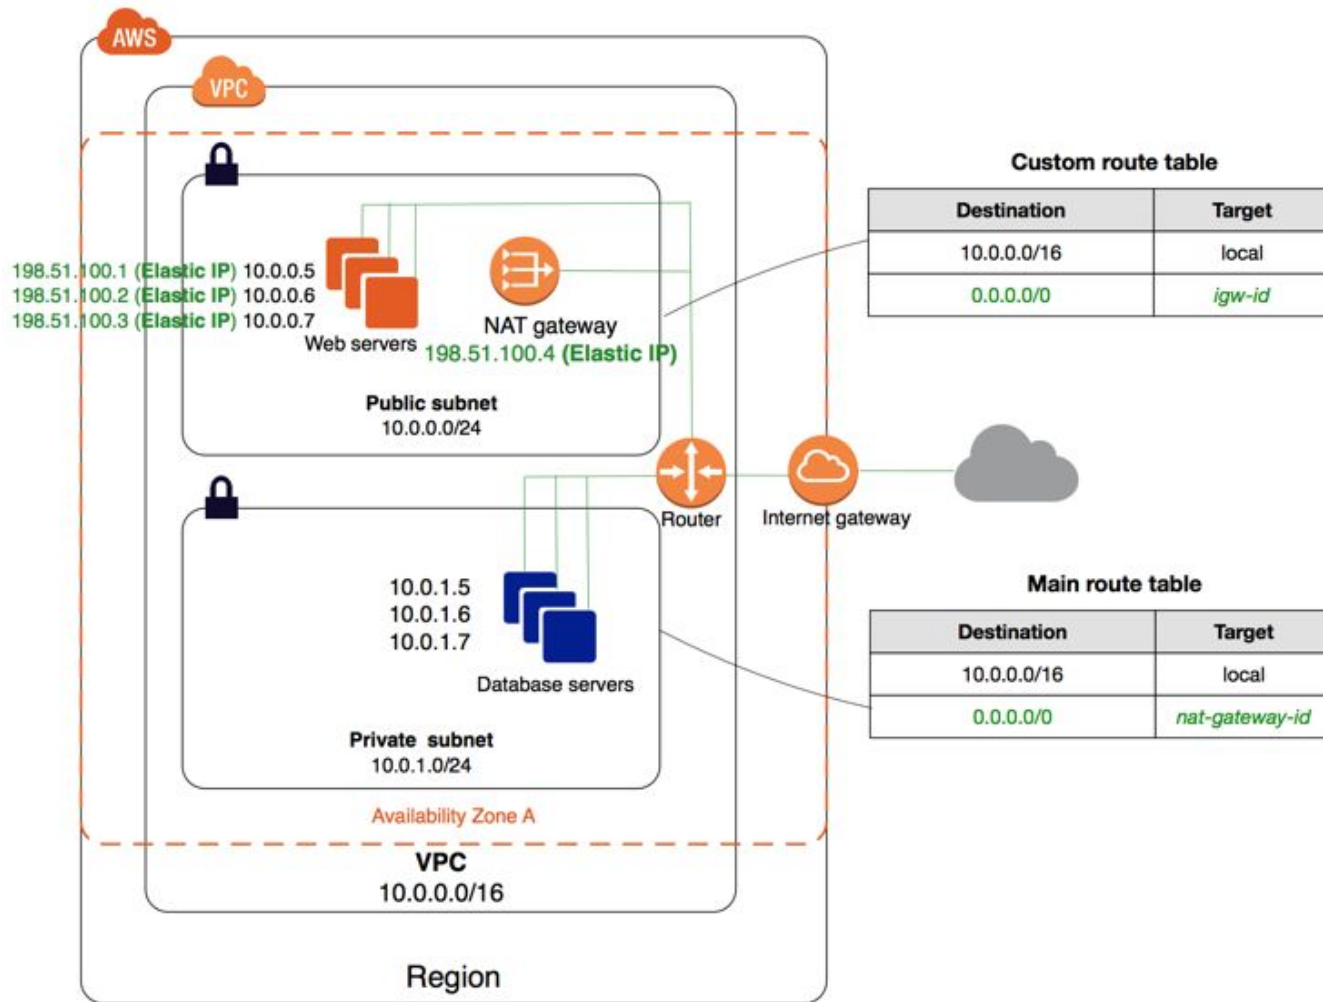 AWS
VPC
198.51.100.1 (Elastic IP) 10.0.0.5
198.51.100.2 (Elastic IP) 10.0.0.6
198.51.100.3 (Elastic IP) 10.0.0.7
Web servers
NAT gateway
198.51.100.4 (Elastic IP)
Public subnet
10.0.0.0/24
Router
Internet gateway
10.0.1.5
10.0.1.6
10.0.1.7
Database servers
Private subnet
10.0.1.0/24
Availability Zone A
VPC
10.0.0.0/16
Region
Custom route table
Destination Target
10.0.0.0/16 local
0.0.0.0/0 igw-id
Main route table
Destination Target
10.0.0.0/16 local
0.0.0.0/0 nat-gateway-id